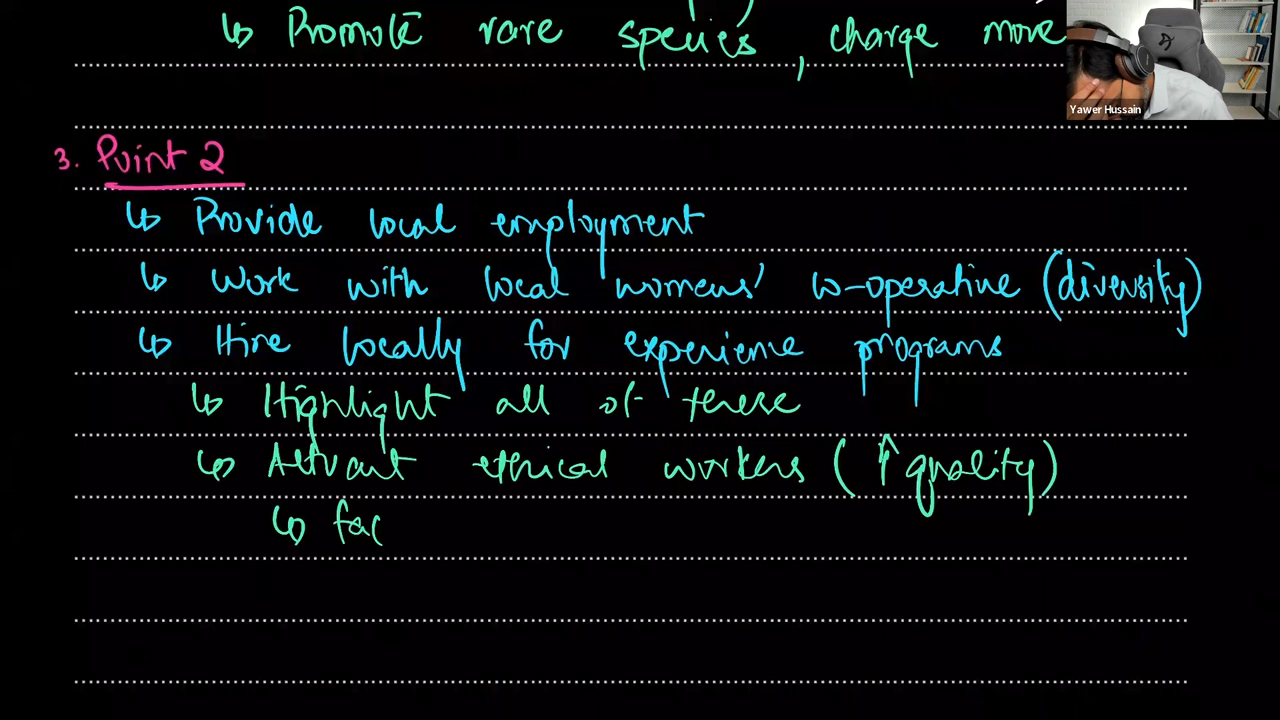 ↳ Promote rare species, charge more
Yawer Hussain
3. Point 2
↳ Provide local employment
↳ Work with local womens' co-operative (diversity)
↳ Hire locally for experience programs
↳ Highlight all of these
↳ Attract ethical workers (↑ quality)
↳ fac